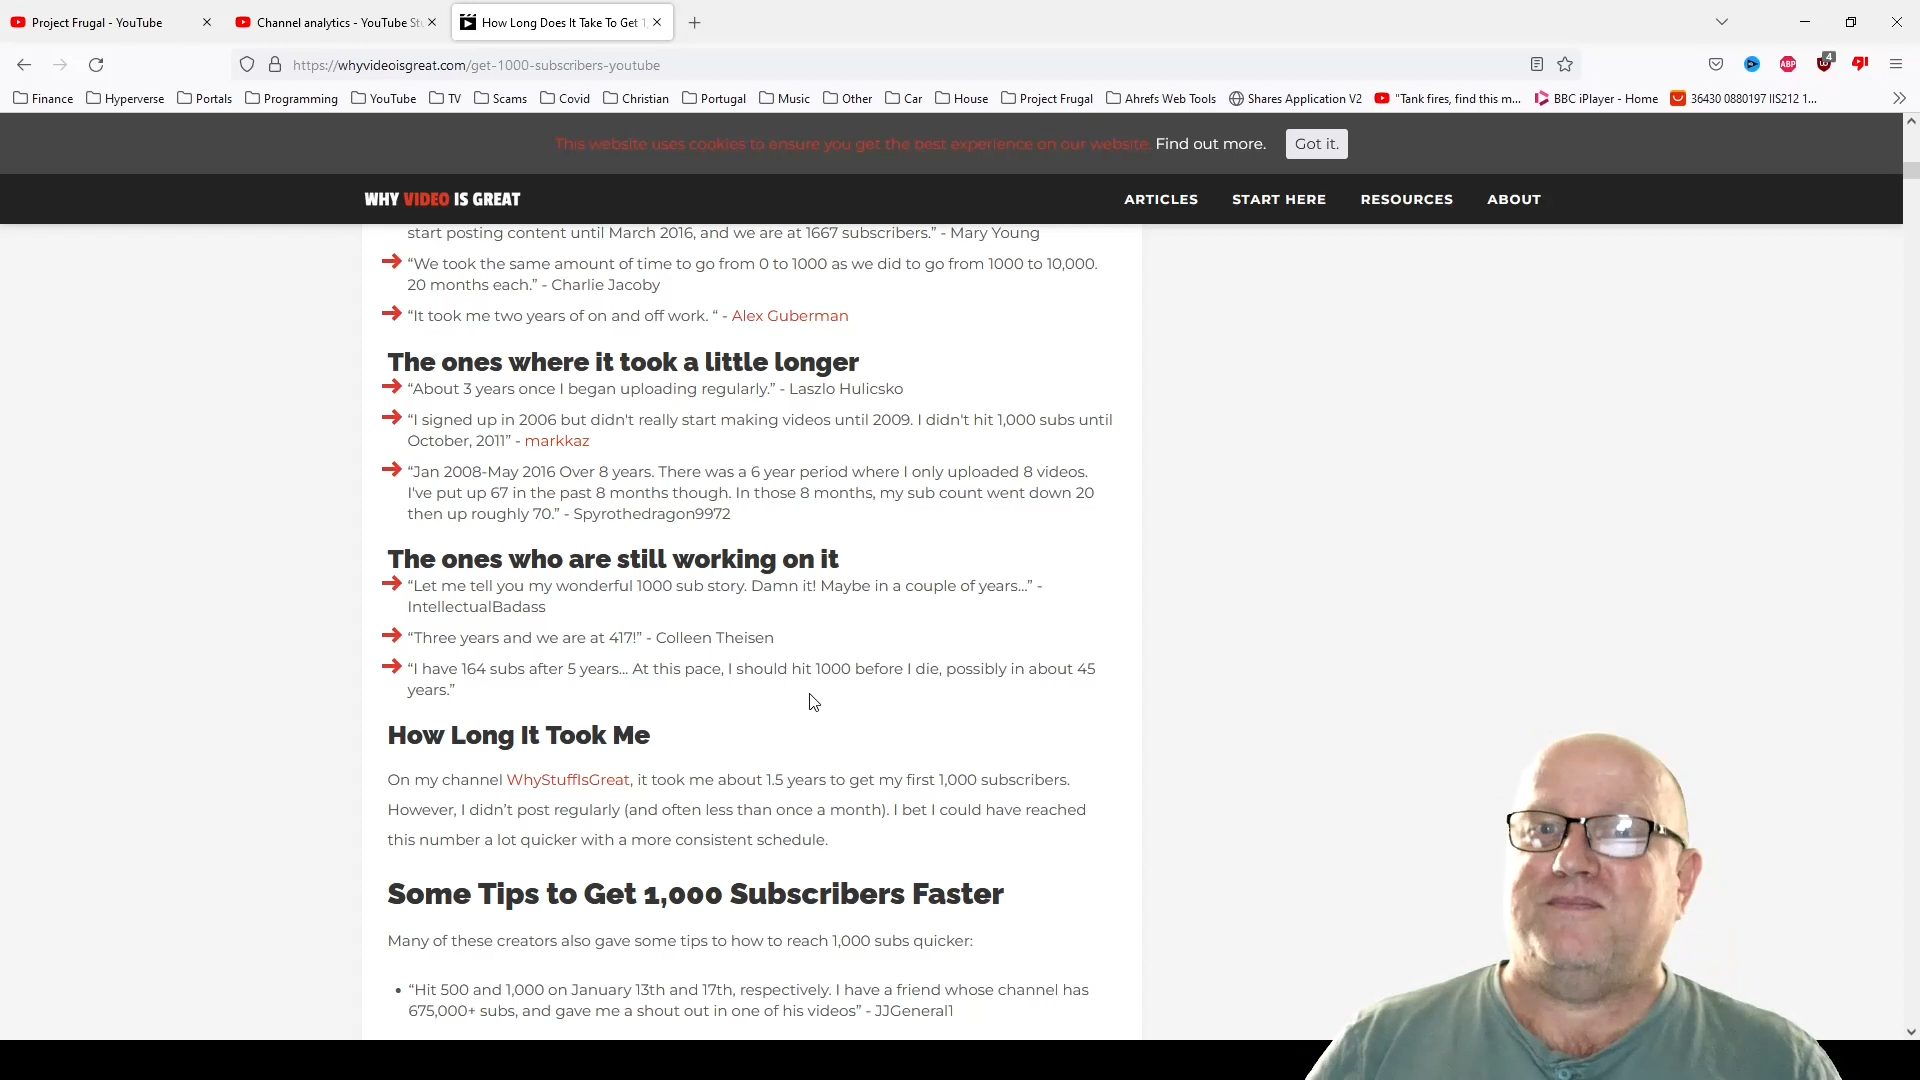 Project Frugal - YouTube
Channel analytics - YouTube Stu
How Long Does It Take To Get 1,
https://whyvideoisgreat.com/get-1000-subscribers-youtube
ABP
4
Finance Hyperverse Portals Programming YouTube TV Scams Covid Christian Portugal Music Other Car House Project Frugal Ahrefs Web Tools Shares Application V2 "Tank fires, find this m... BBC iPlayer - Home 36430 0880197 IIS212 1...
This website uses cookies to ensure you get the best experience on our website. Find out more. Got it.
WHY VIDEO IS GREAT ARTICLES START HERE RESOURCES ABOUT
start posting content until March 2016, and we are at 1667 subscribers.” - Mary Young
“We took the same amount of time to go from 0 to 1000 as we did to go from 1000 to 10,000.
20 months each.” - Charlie Jacoby
“It took me two years of on and off work. “ - Alex Guberman
The ones where it took a little longer
“About 3 years once I began uploading regularly.” - Laszlo Hulicsko
“I signed up in 2006 but didn't really start making videos until 2009. I didn't hit 1,000 subs until
October, 2011” - markkaz
“Jan 2008-May 2016 Over 8 years. There was a 6 year period where I only uploaded 8 videos.
I've put up 67 in the past 8 months though. In those 8 months, my sub count went down 20
then up roughly 70.” - Spyrothedragon9972
The ones who are still working on it
“Let me tell you my wonderful 1000 sub story. Damn it! Maybe in a couple of years…” -
IntellectualBadass
“Three years and we are at 417!” - Colleen Theisen
“I have 164 subs after 5 years... At this pace, I should hit 1000 before I die, possibly in about 45
years.”
How Long It Took Me
On my channel WhyStuffIsGreat, it took me about 1.5 years to get my first 1,000 subscribers.
However, I didn’t post regularly (and often less than once a month). I bet I could have reached
this number a lot quicker with a more consistent schedule.
Some Tips to Get 1,000 Subscribers Faster
Many of these creators also gave some tips to how to reach 1,000 subs quicker:
• “Hit 500 and 1,000 on January 13th and 17th, respectively. I have a friend whose channel has
675,000+ subs, and gave me a shout out in one of his videos” - JJGeneral1